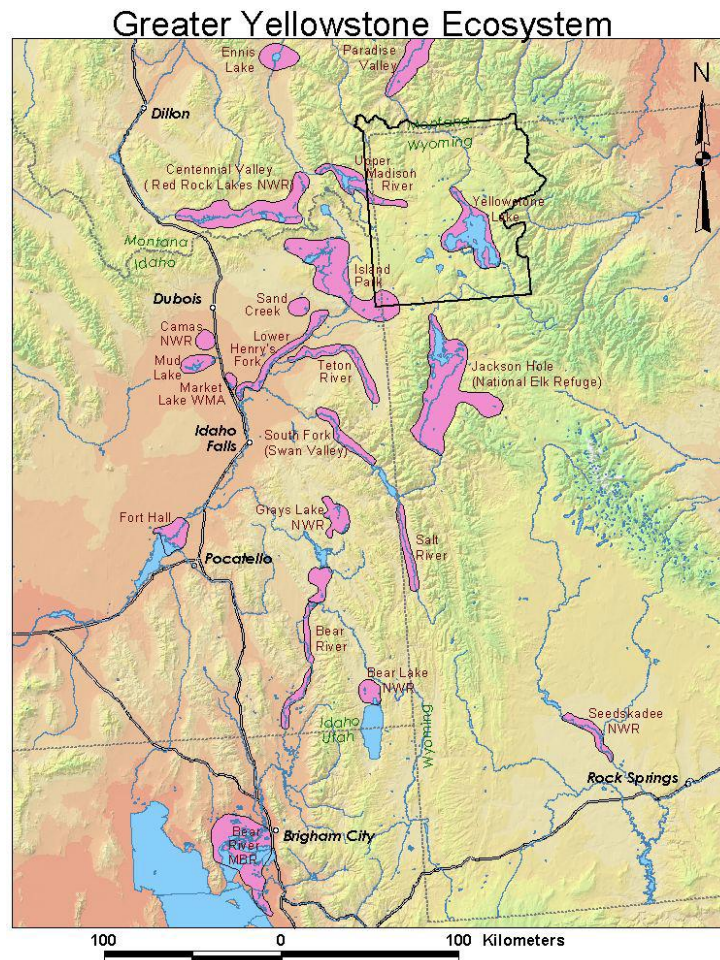 Greater Yellowstone Ecosystem
Ennis
Lake
Paradise
Valley
N
Dillon
Montana
Wyoming
Centennial Valley
(Red Rock Lakes NWR)
Upper
Madison
River
Yellowstone
Lake
Montana
Idaho
Island
Park
Dubois
Sand
Creek
Camas
NWR
Lower
Henry's
Fork
Mud
Lake
Teton
River
Jackson Hole
(National Elk Refuge)
Market
Lake WMA
Idaho
Falls
South Fork
(Swan Valley)
Fort Hall
Grays Lake
NWR
Salt
River
Pocatello
Bear
River
Bear Lake
NWR
Idaho
Utah
Wyoming
Seedskadee
NWR
Rock Springs
Bear
River
MBR
Brigham City
100 0 100 Kilometers